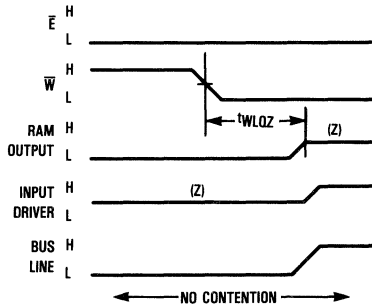 E̅ H
L
W̅ H
L
tWLQZ
RAM OUTPUT H
L
(Z)
INPUT DRIVER H
L
(Z)
BUS LINE H
L
NO CONTENTION